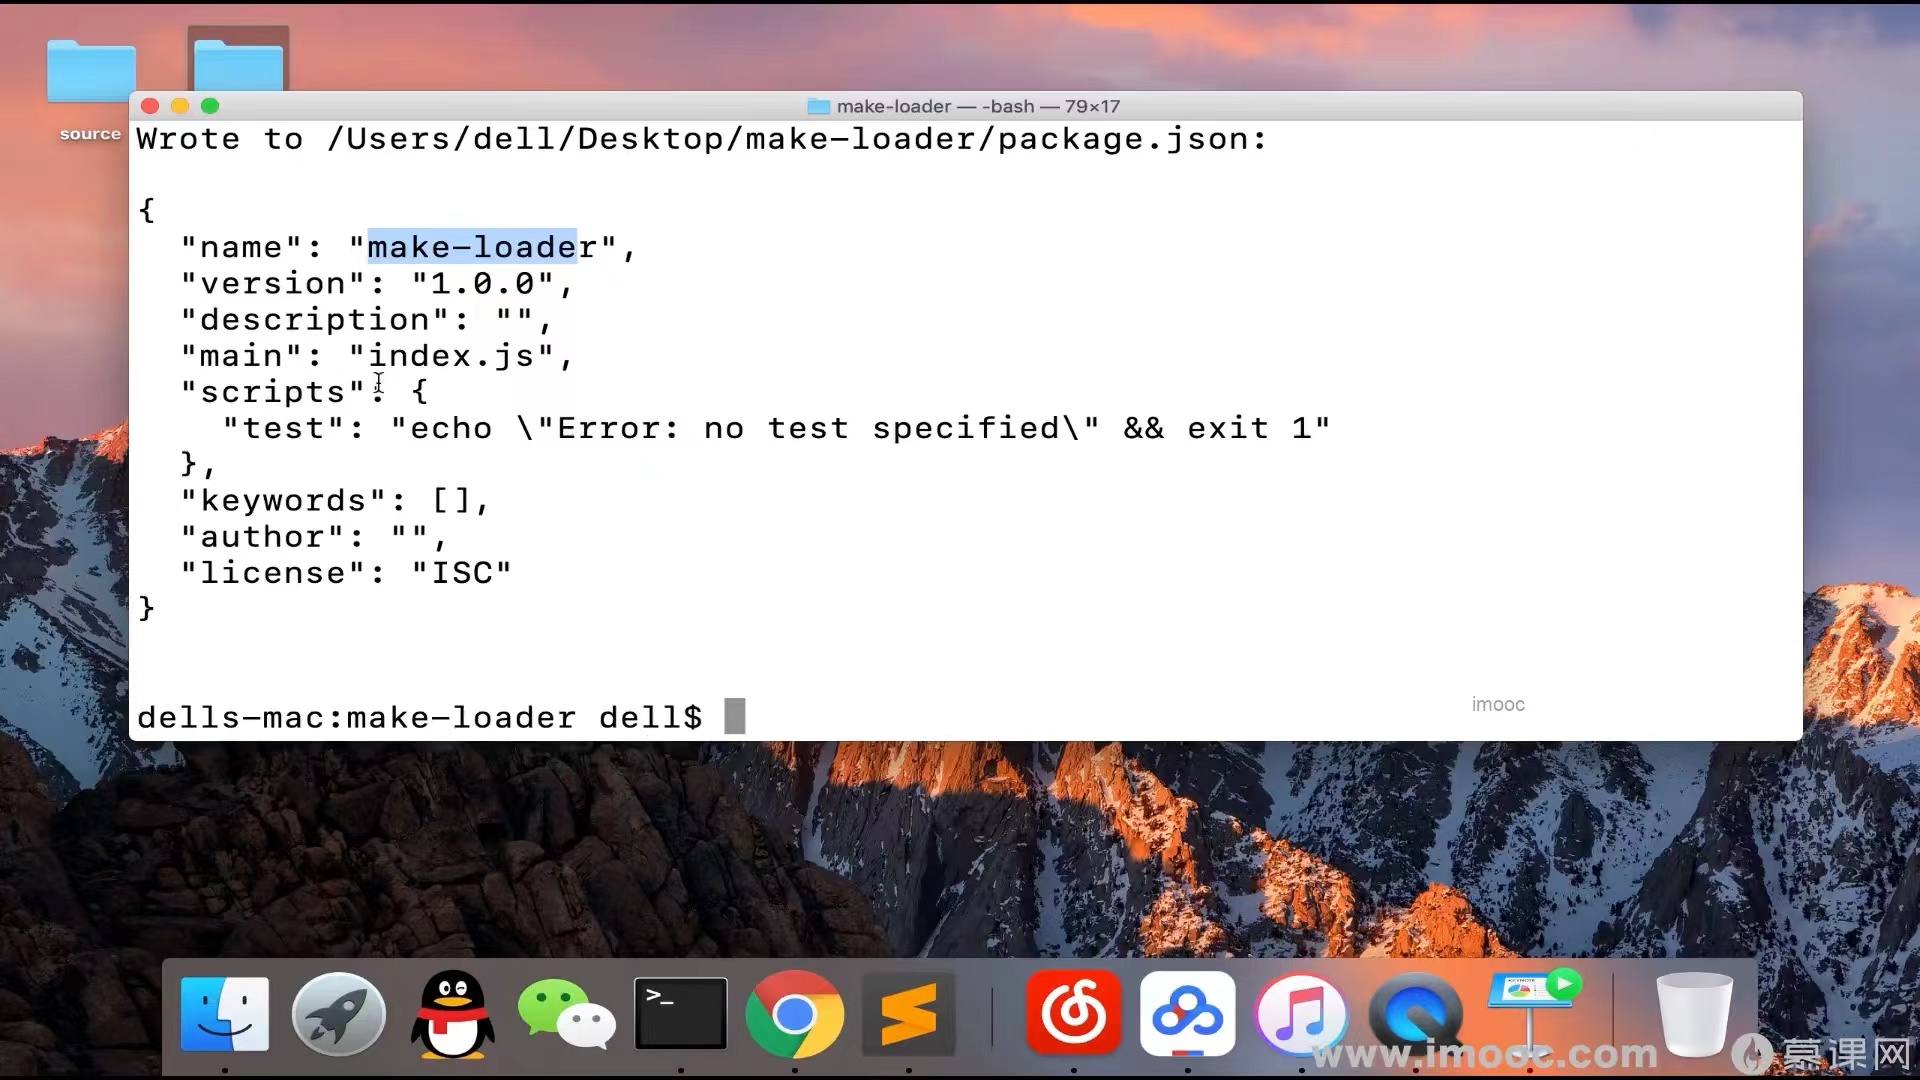 source
make-loader — -bash — 79×17
Wrote to /Users/dell/Desktop/make-loader/package.json:
{
  "name": "make-loader",
  "version": "1.0.0",
  "description": "",
  "main": "index.js",
  "scripts": {
    "test": "echo \"Error: no test specified\" && exit 1"
  },
  "keywords": [],
  "author": "",
  "license": "ISC"
}
imooc
dells-mac:make-loader dell$
>_
KEYNOTE
www.imooc.com 慕课网